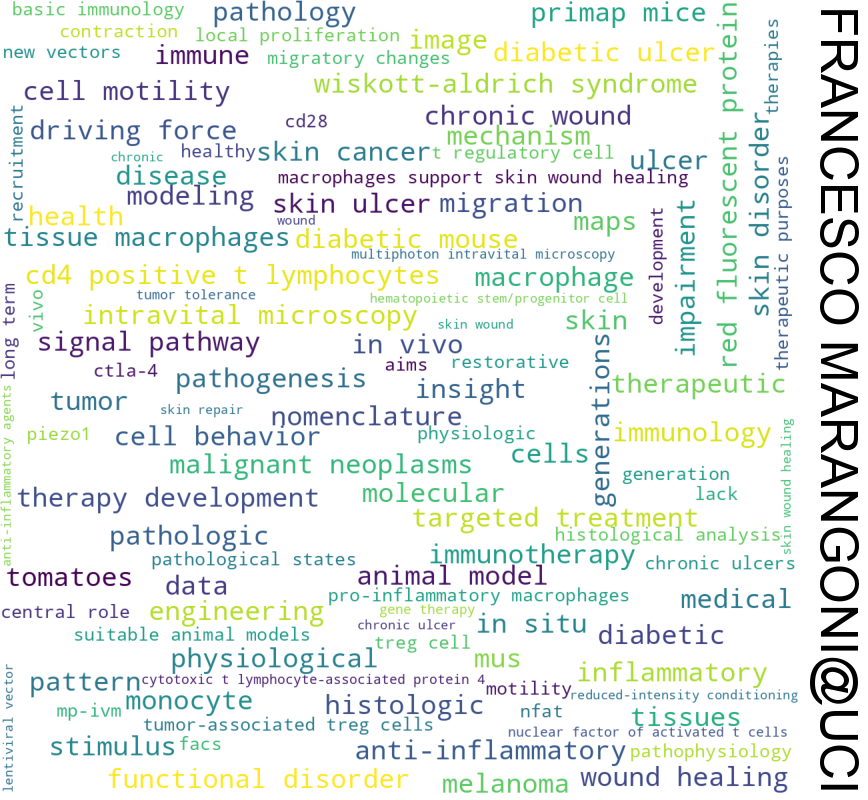 basic immunology
pathology
primap mice
contraction
local proliferation
image
new vectors
immune
migratory changes
diabetic ulcer
wiskott-aldrich syndrome
cell motility
chronic wound
cd28
driving force
mechanism
healthy
skin cancer
t regulatory cell
chronic
ulcer
disease
macrophages support skin wound healing
modeling
skin ulcer
migration
health
wound
maps
tissue macrophages
diabetic mouse
multiphoton intravital microscopy
cd4 positive t lymphocytes
macrophage
tumor tolerance
hematopoietic stem/progenitor cell
intravital microscopy
skin wound
skin
signal pathway
in vivo
ctla-4
aims
restorative
pathogenesis
insight
therapeutic
tumor
skin repair
nomenclature
piezo1
cell behavior
physiologic
immunology
malignant neoplasms
cells
generation
therapy development
molecular
lack
targeted treatment
pathologic
histological analysis
pathological states
immunotherapy
chronic ulcers
tomatoes
data
animal model
pro-inflammatory macrophages
medical
central role
engineering
gene therapy
chronic ulcer
in situ
suitable animal models
treg cell
diabetic
physiological
mus
inflammatory
pattern
cytotoxic t lymphocyte-associated protein 4
motility
reduced-intensity conditioning
monocyte
histologic
mp-ivm
nfat
tissues
tumor-associated treg cells
nuclear factor of activated t cells
stimulus
facs
anti-inflammatory
pathophysiology
functional disorder
melanoma
wound healing
recruitment
long term
vivo
anti-inflammatory agents
lentiviral vector
development
impairment
generations
red fluorescent protein
skin disorder
therapies
therapeutic purposes
skin wound healing
FRANCESCO MARANGONI@UCI